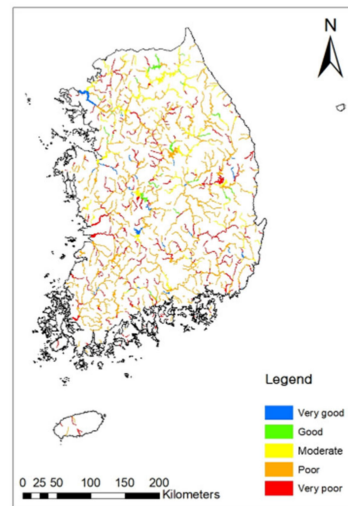 N
Legend
Very good
Good
Moderate
Poor
Very poor
0 25 50 100 150 200
Kilometers